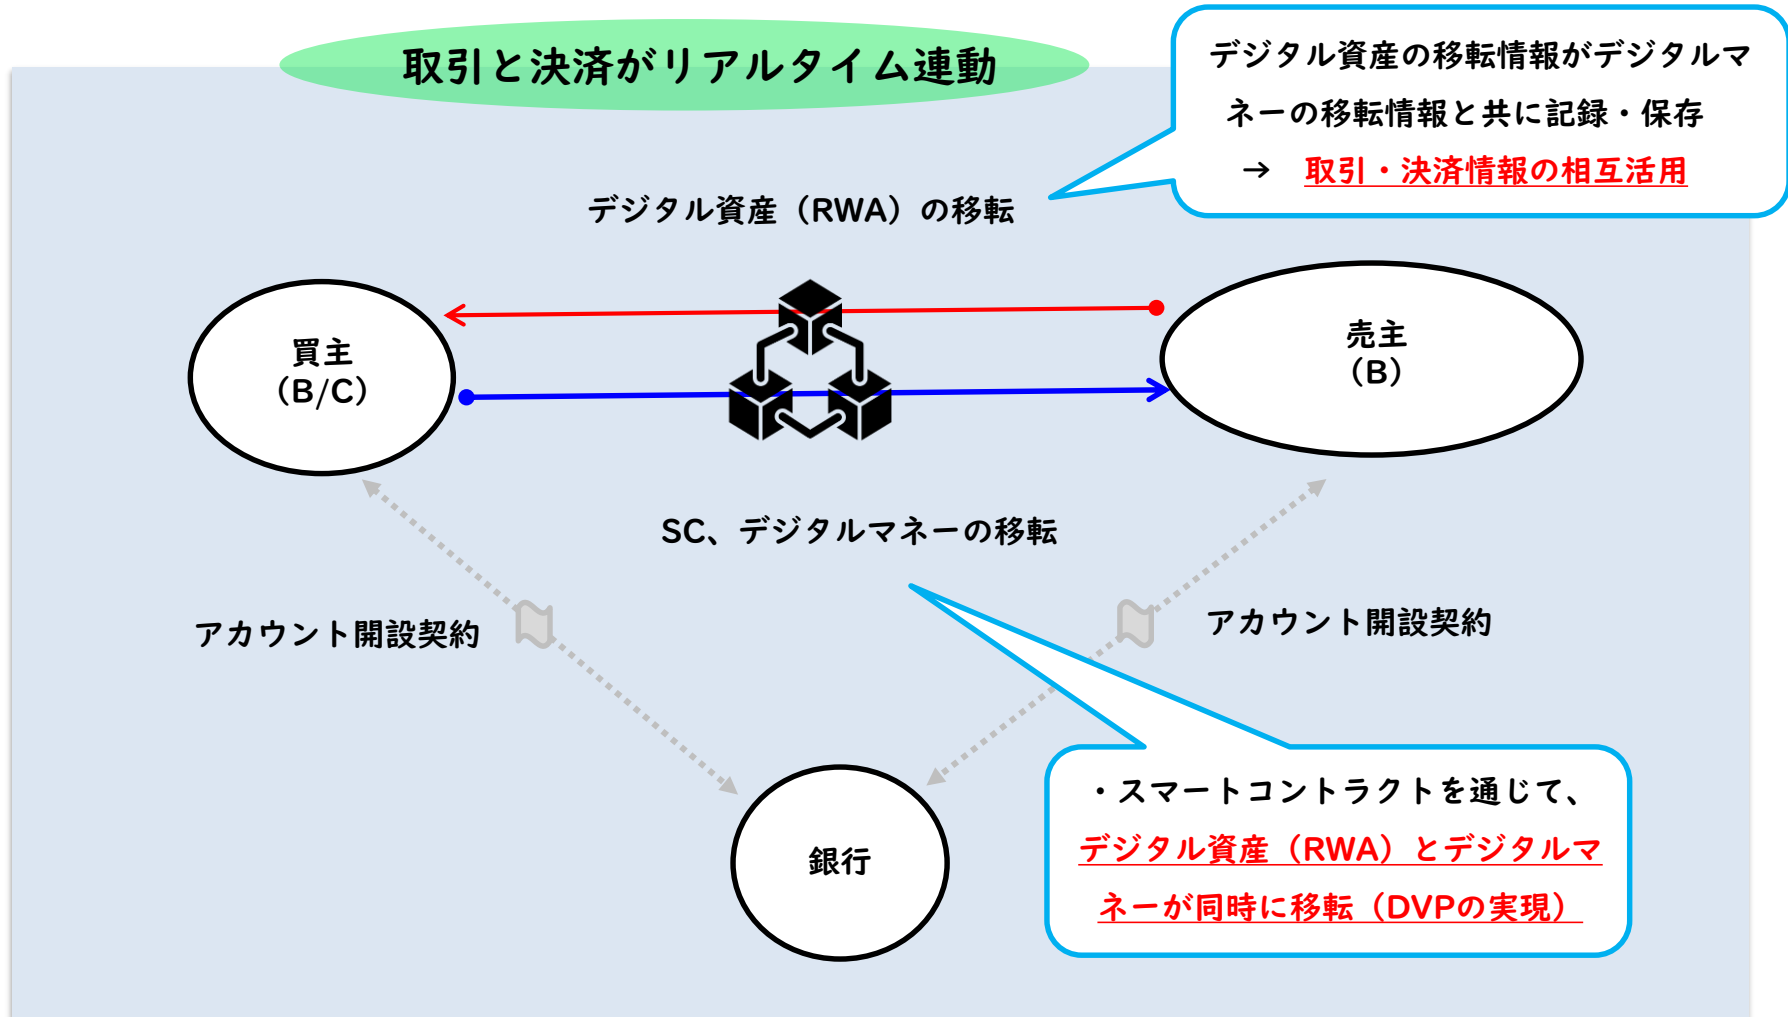 取引と決済がリアルタイム連動
デジタル資産の移転情報がデジタルマ
ネーの移転情報と共に記録・保存
→　取引・決済情報の相互活用
デジタル資産（RWA）の移転
買主
（B/C）
売主
（B）
SC、デジタルマネーの移転
アカウント開設契約
アカウント開設契約
・スマートコントラクトを通じて、
デジタル資産（RWA）とデジタルマ
ネーが同時に移転（DVPの実現）
銀行